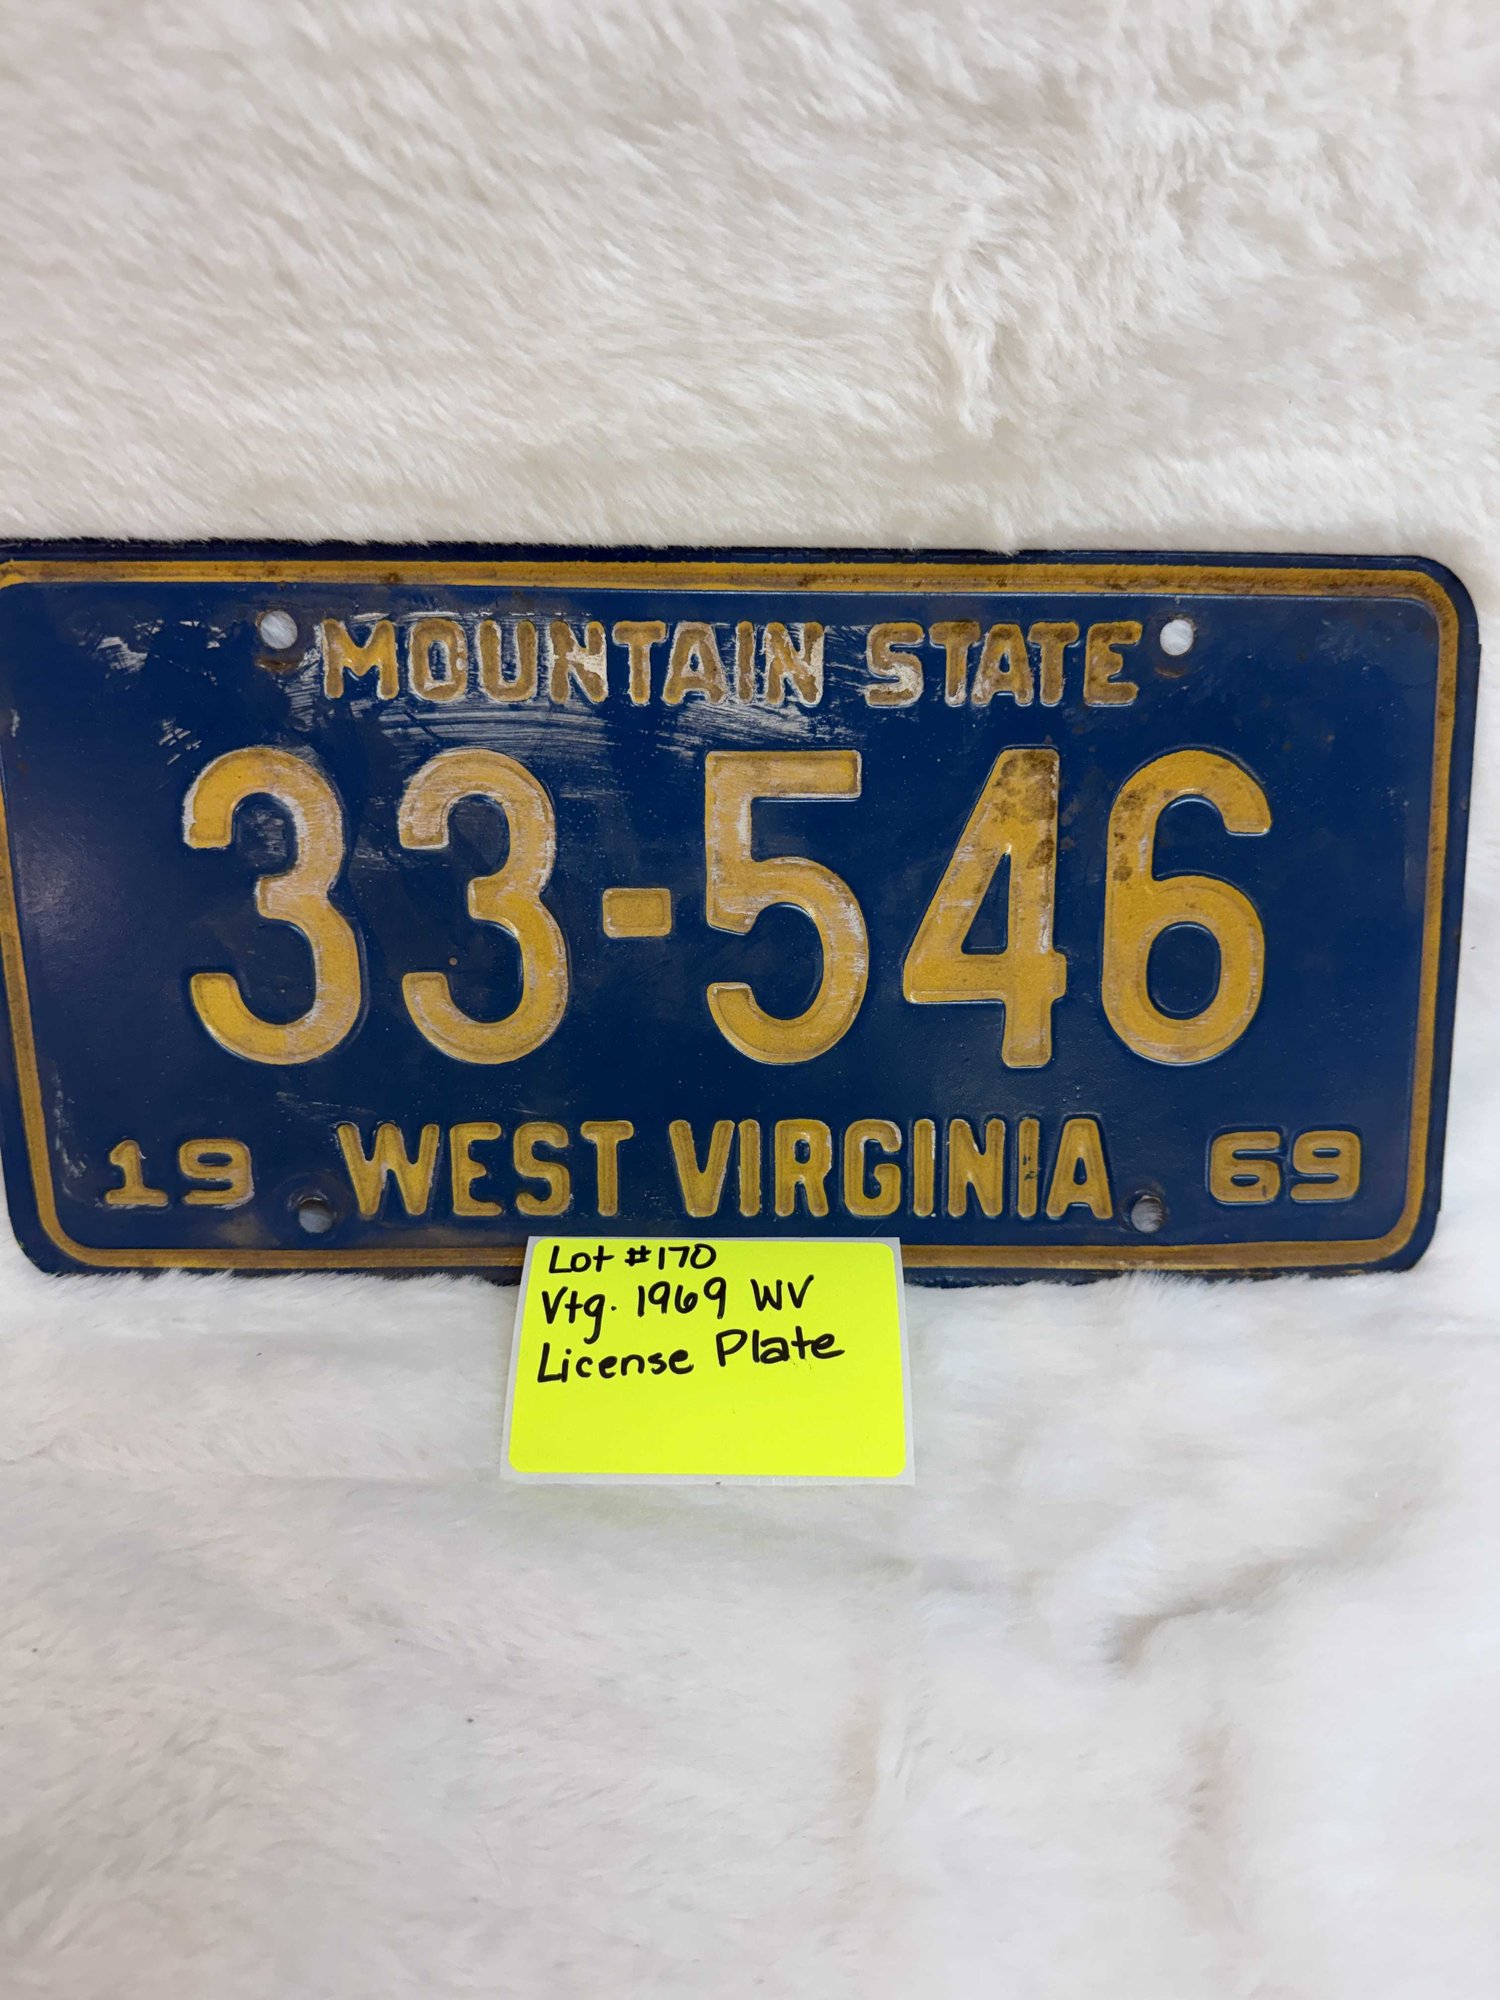 MOUNTAIN STATE
33-546
19 WEST VIRGINIA 69
Lot #170
Vtg. 1969 WV
License Plate